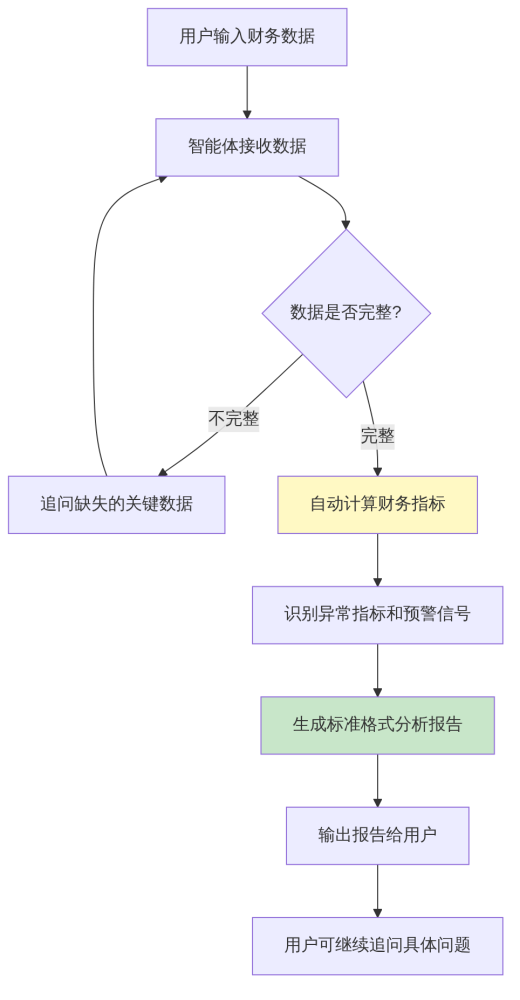 用户输入财务数据
智能体接收数据
数据是否完整?
不完整
完整
追问缺失的关键数据
自动计算财务指标
识别异常指标和预警信号
生成标准格式分析报告
输出报告给用户
用户可继续追问具体问题